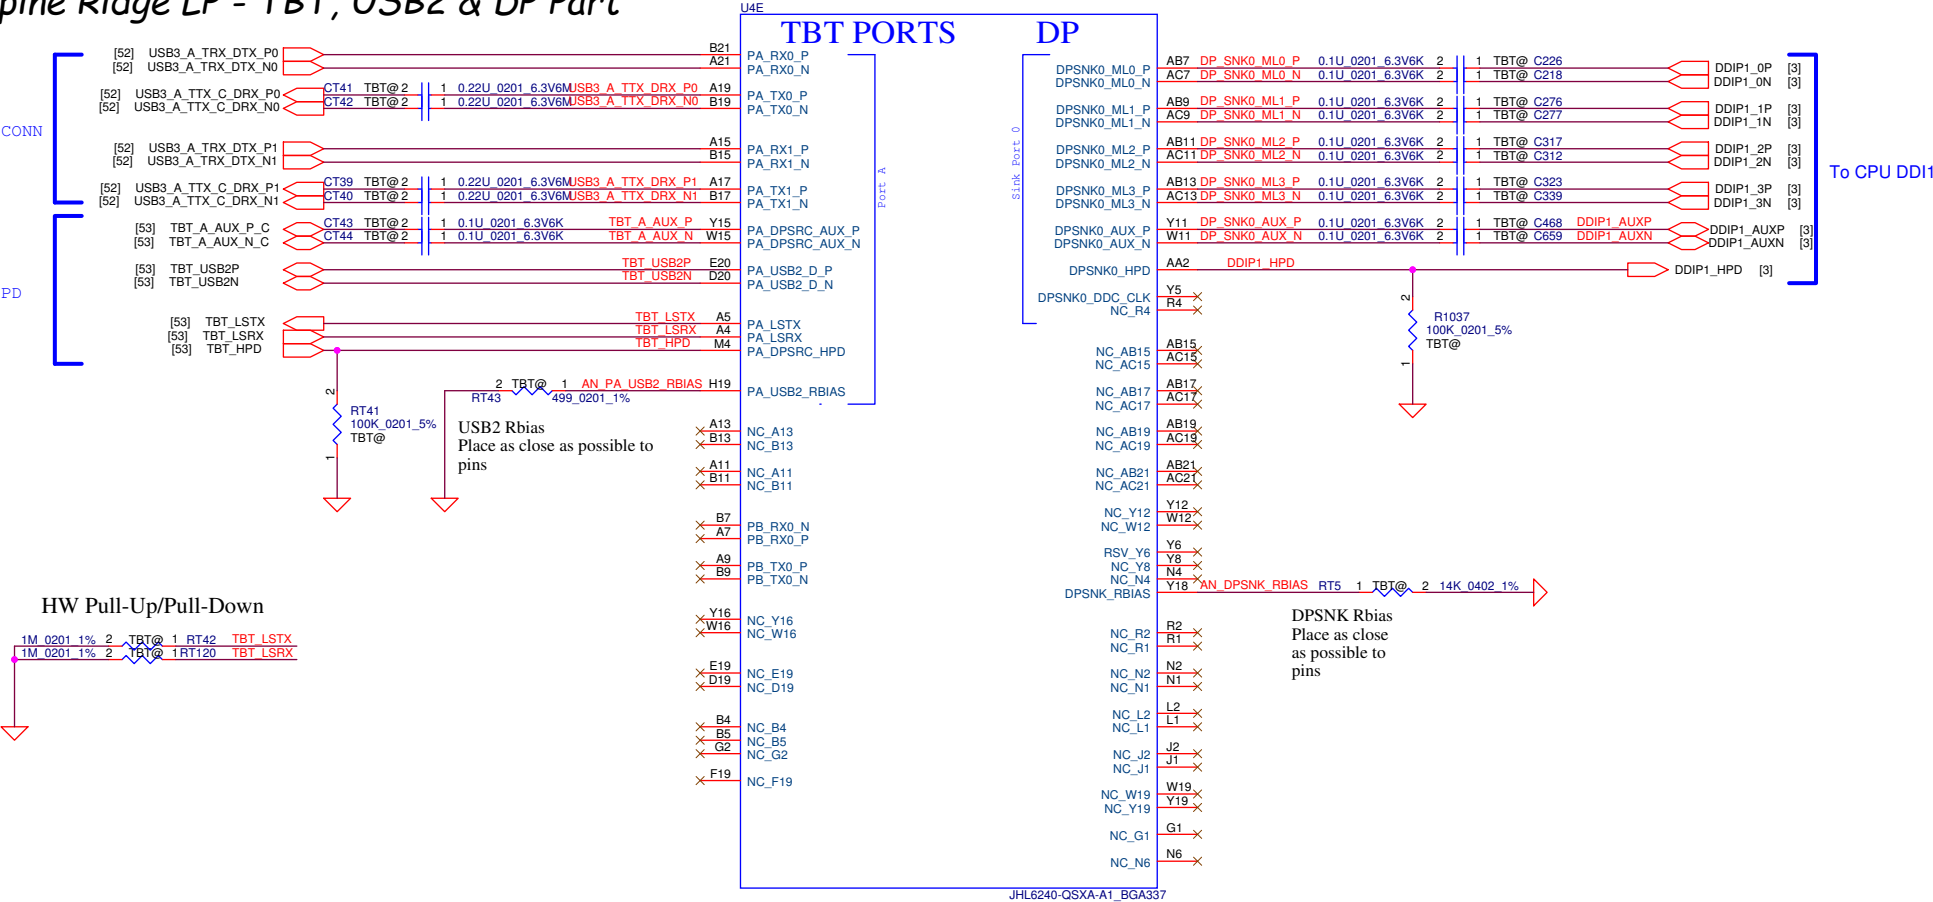 pine Ridge LP - TBT, USB2 & DP Part
U4E
TBT PORTS
DP
CONN
PD
[52] USB3_A_TRX_DTX_P0 B21 PA_RX0_P
[52] USB3_A_TRX_DTX_N0 A21 PA_RX0_N
[52] USB3_A_TTX_C_DRX_P0 CT41 TBT@ 2 1 0.22U_0201_6.3V6M USB3_A_TTX_DRX_P0 A19 PA_TX0_P
[52] USB3_A_TTX_C_DRX_N0 CT42 TBT@ 2 1 0.22U_0201_6.3V6M USB3_A_TTX_DRX_N0 B19 PA_TX0_N
[52] USB3_A_TRX_DTX_P1 A15 PA_RX1_P
[52] USB3_A_TRX_DTX_N1 B15 PA_RX1_N
[52] USB3_A_TTX_C_DRX_P1 CT39 TBT@ 2 1 0.22U_0201_6.3V6M USB3_A_TTX_DRX_P1 A17 PA_TX1_P
[52] USB3_A_TTX_C_DRX_N1 CT40 TBT@ 2 1 0.22U_0201_6.3V6M USB3_A_TTX_DRX_N1 B17 PA_TX1_N
[53] TBT_A_AUX_P_C CT43 TBT@ 2 1 0.1U_0201_6.3V6K TBT_A_AUX_P Y15 PA_DPSRC_AUX_P
[53] TBT_A_AUX_N_C CT44 TBT@ 2 1 0.1U_0201_6.3V6K TBT_A_AUX_N W15 PA_DPSRC_AUX_N
[53] TBT_USB2P TBT_USB2P E20 PA_USB2_D_P
[53] TBT_USB2N TBT_USB2N D20 PA_USB2_D_N
[53] TBT_LSTX TBT_LSTX A5 PA_LSTX
[53] TBT_LSRX TBT_LSRX A4 PA_LSRX
[53] TBT_HPD TBT_HPD M4 PA_DPSRC_HPD
2 TBT@ 1 AN_PA_USB2_RBIAS H19 PA_USB2_RBIAS
RT43 499_0201_1%
Port A
2
RT41
100K_0201_5%
TBT@
1
USB2 Rbias
Place as close as possible to
pins
A13 NC_A13
B13 NC_B13
A11 NC_A11
B11 NC_B11
B7 PB_RX0_N
A7 PB_RX0_P
A9 PB_TX0_P
B9 PB_TX0_N
Y16 NC_Y16
W16 NC_W16
E19 NC_E19
D19 NC_D19
B4 NC_B4
B5 NC_B5
G2 NC_G2
F19 NC_F19
HW Pull-Up/Pull-Down
1M_0201_1% 2 TBT@ 1 RT42 TBT_LSTX
1M_0201_1% 2 TBT@ 1 RT120 TBT_LSRX
Sink Port 0
DPSNK0_ML0_P AB7 DP_SNK0_ML0_P 0.1U_0201_6.3V6K 2 1 TBT@ C226 DDIP1_0P [3]
DPSNK0_ML0_N AC7 DP_SNK0_ML0_N 0.1U_0201_6.3V6K 2 1 TBT@ C218 DDIP1_0N [3]
DPSNK0_ML1_P AB9 DP_SNK0_ML1_P 0.1U_0201_6.3V6K 2 1 TBT@ C276 DDIP1_1P [3]
DPSNK0_ML1_N AC9 DP_SNK0_ML1_N 0.1U_0201_6.3V6K 2 1 TBT@ C277 DDIP1_1N [3]
DPSNK0_ML2_P AB11 DP_SNK0_ML2_P 0.1U_0201_6.3V6K 2 1 TBT@ C317 DDIP1_2P [3]
DPSNK0_ML2_N AC11 DP_SNK0_ML2_N 0.1U_0201_6.3V6K 2 1 TBT@ C312 DDIP1_2N [3]
DPSNK0_ML3_P AB13 DP_SNK0_ML3_P 0.1U_0201_6.3V6K 2 1 TBT@ C323 DDIP1_3P [3]
DPSNK0_ML3_N AC13 DP_SNK0_ML3_N 0.1U_0201_6.3V6K 2 1 TBT@ C339 DDIP1_3N [3]
DPSNK0_AUX_P Y11 DP_SNK0_AUX_P 0.1U_0201_6.3V6K 2 1 TBT@ C468 DDIP1_AUXP DDIP1_AUXP [3]
DPSNK0_AUX_N W11 DP_SNK0_AUX_N 0.1U_0201_6.3V6K 2 1 TBT@ C659 DDIP1_AUXN DDIP1_AUXN [3]
DPSNK0_HPD AA2 DDIP1_HPD DDIP1_HPD [3]
To CPU DDI1
DPSNK0_DDC_CLK Y5
NC_R4 R4
2
R1037
100K_0201_5%
TBT@
1
NC_AB15 AB15
NC_AC15 AC15
NC_AB17 AB17
NC_AC17 AC17
NC_AB19 AB19
NC_AC19 AC19
NC_AB21 AB21
NC_AC21 AC21
NC_Y12 Y12
NC_W12 W12
RSV_Y6 Y6
NC_Y8 Y8
NC_N4 N4
DPSNK_RBIAS Y18 AN_DPSNK_RBIAS RT5 1 TBT@ 2 14K_0402_1%
DPSNK Rbias
Place as close
as possible to
pins
NC_R2 R2
NC_R1 R1
NC_N2 N2
NC_N1 N1
NC_L2 L2
NC_L1 L1
NC_J2 J2
NC_J1 J1
NC_W19 W19
NC_Y19 Y19
NC_G1 G1
NC_N6 N6
JHL6240-QSXA-A1_BGA337